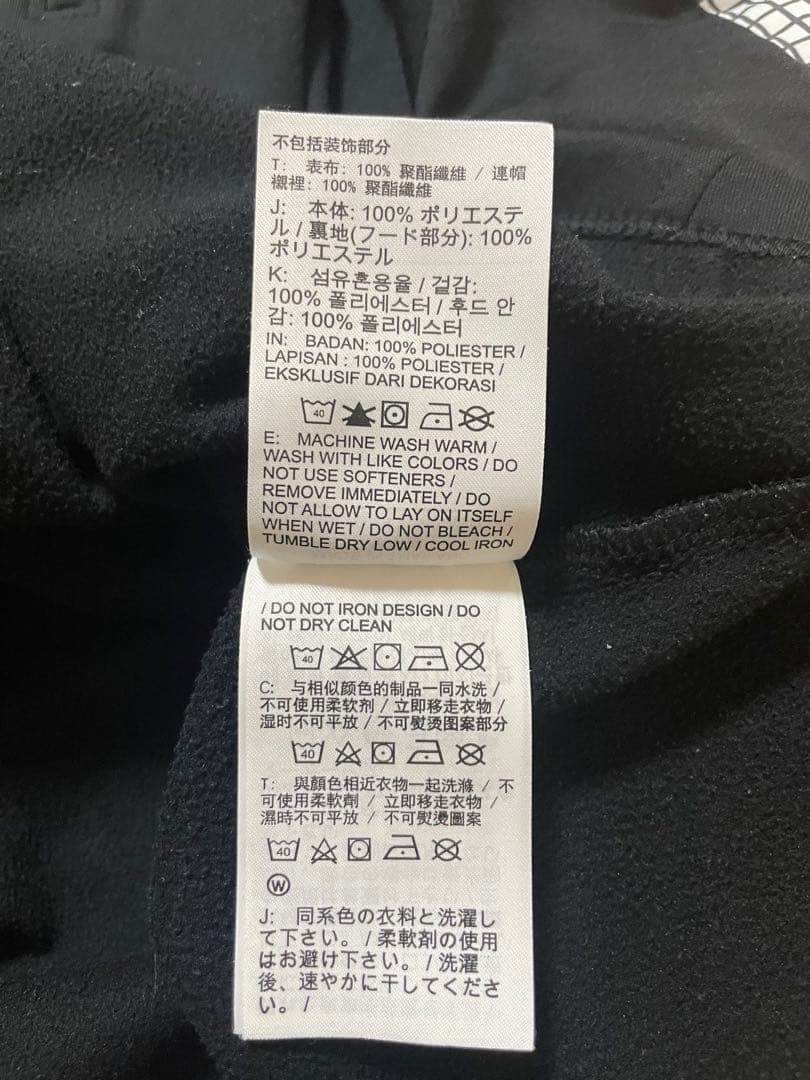 不包括装饰部分
T: 表布: 100% 聚酯纖維 / 連帽
襯裡: 100% 聚酯纖維
J: 本体: 100% ポリエステ
ル / 裏地(フード部分): 100%
ポリエステル
K: 섬유혼용율 / 겉감:
100% 폴리에스터 / 후드 안
감: 100% 폴리에스터
IN: BADAN: 100% POLIESTER /
LAPISAN : 100% POLIESTER /
EKSKLUSIF DARI DEKORASI
40
E: MACHINE WASH WARM /
WASH WITH LIKE COLORS / DO
NOT USE SOFTENERS /
REMOVE IMMEDIATELY / DO
NOT ALLOW TO LAY ON ITSELF
WHEN WET / DO NOT BLEACH /
TUMBLE DRY LOW / COOL IRON
/ DO NOT IRON DESIGN / DO
NOT DRY CLEAN
40
C: 与相似颜色的制品一同水洗 /
不可使用柔软剂 / 立即移走衣物 /
湿时不可平放 / 不可熨烫图案部分
40
T: 與顏色相近衣物一起洗滌 / 不
可使用柔軟劑 / 立即移走衣物 /
濕時不可平放 / 不可熨燙圖案
40
W
J: 同系色の衣料と洗濯し
て下さい。 / 柔軟剤の使用
はお避け下さい。 / 洗濯
後、速やかに干してくださ
い。 /